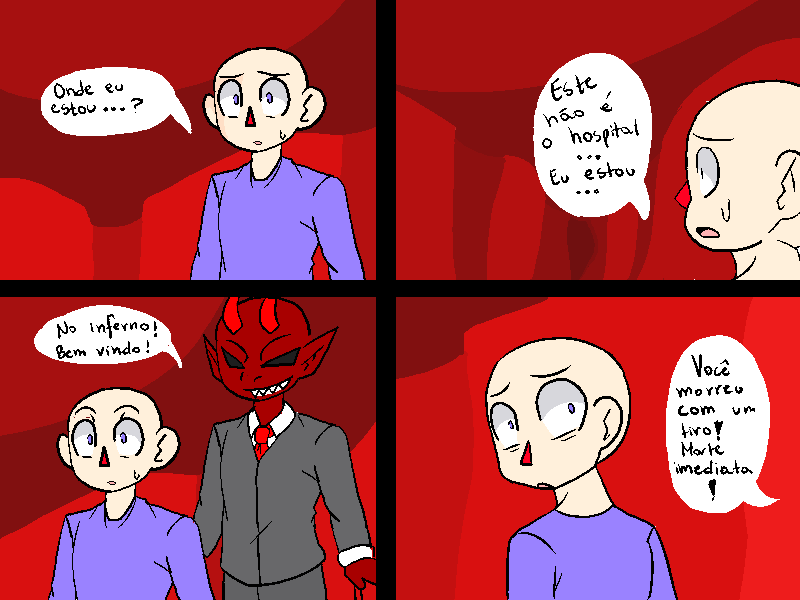 Onde eu
estou ...?
Este
não é
o hospital
...
Eu estou
...
No inferno!
Bem vindo!
Você
morreu
com um
tiro!
Morte
imediata
!